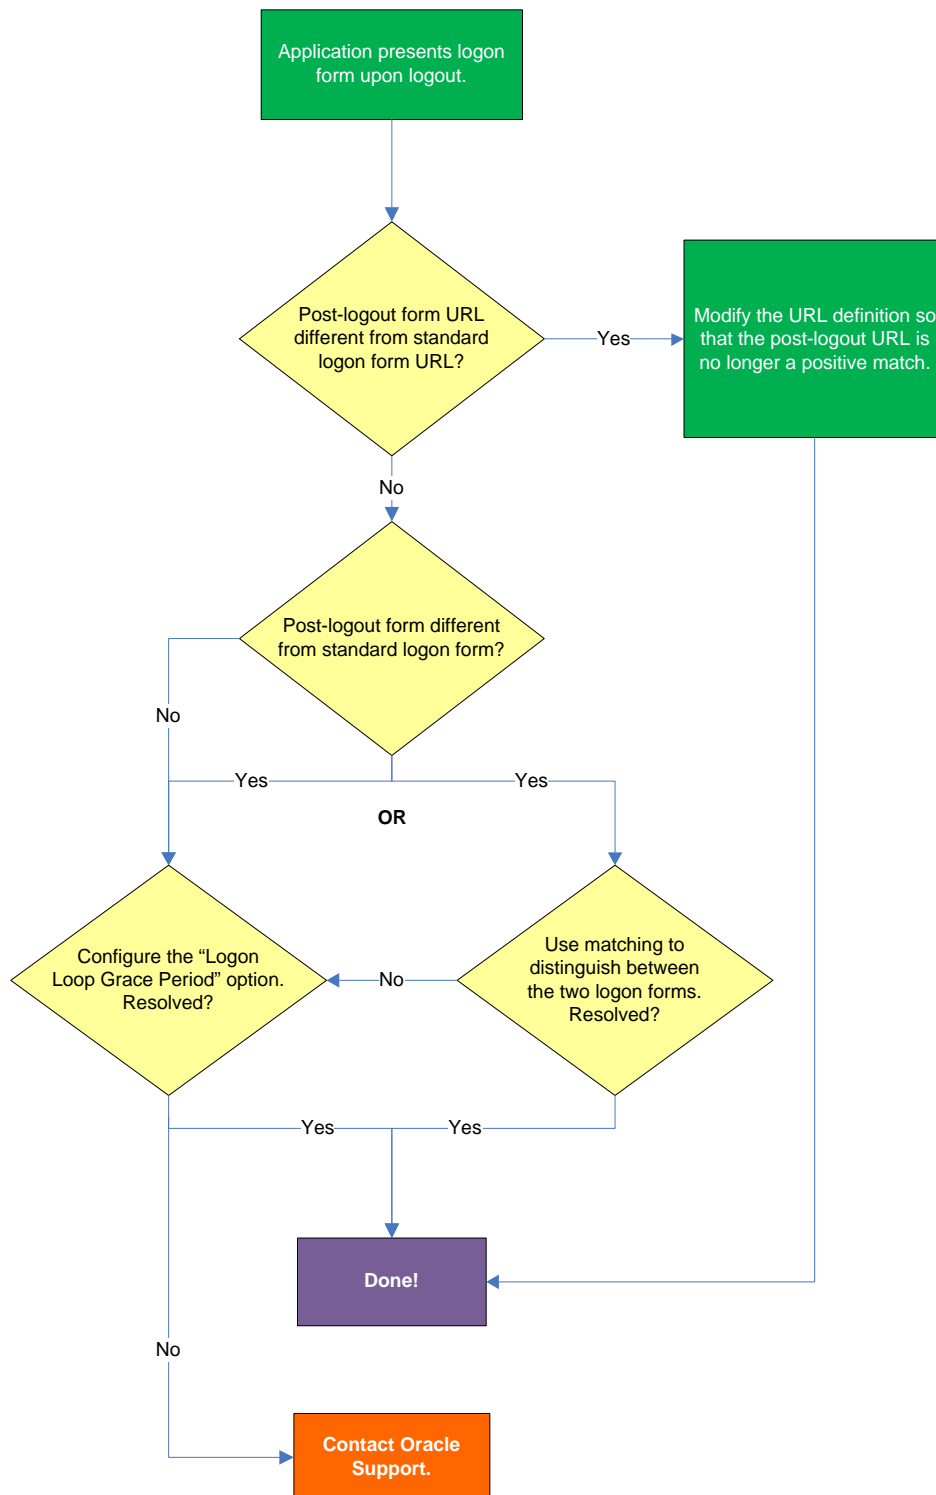 Application presents logon
form upon logout.
Post-logout form URL
different from standard
logon form URL?
Yes
Modify the URL definition so
that the post-logout URL is
no longer a positive match.
No
Post-logout form different
from standard logon form?
No
Yes
Yes
OR
Configure the “Logon
Loop Grace Period” option.
Resolved?
No
Use matching to
distinguish between
the two logon forms.
Resolved?
Yes
Yes
Done!
No
Contact Oracle
Support.